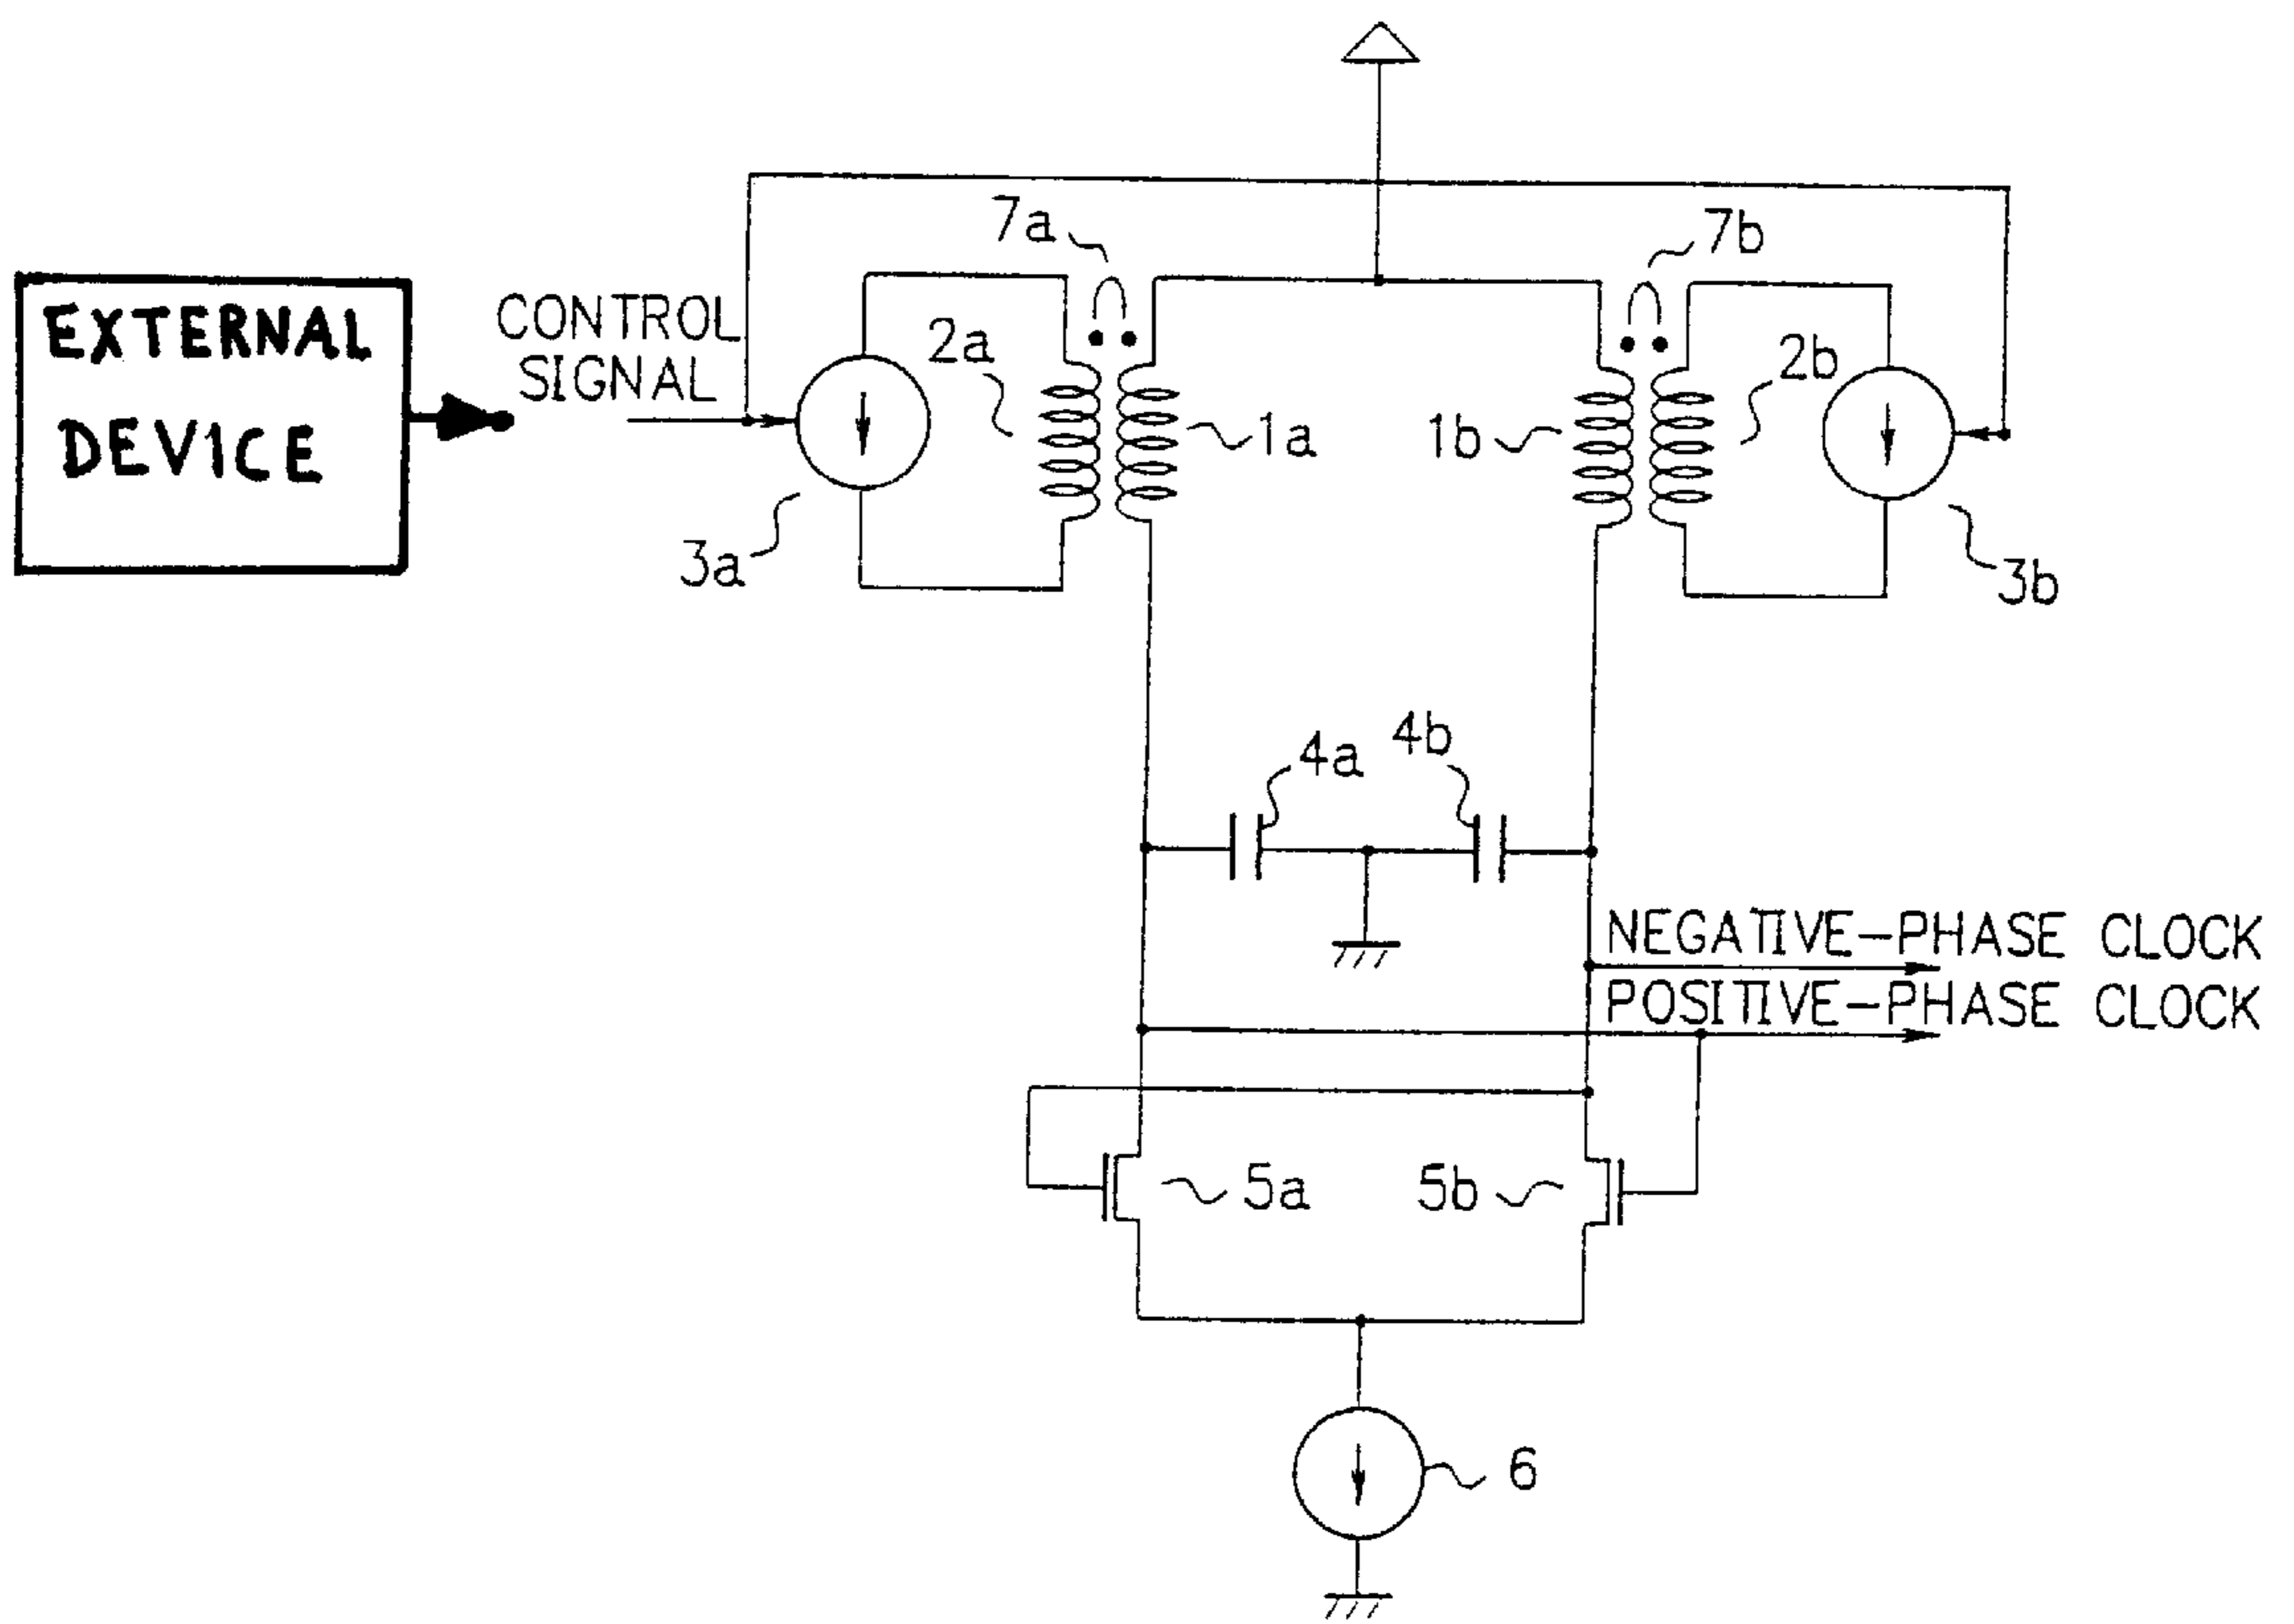 EXTERNAL
DEVICE
CONTROL
SIGNAL
7a
7b
2a
1a
1b
2b
3a
3b
4a
4b
NEGATIVE-PHASE CLOCK
POSITIVE-PHASE CLOCK
5a
5b
6